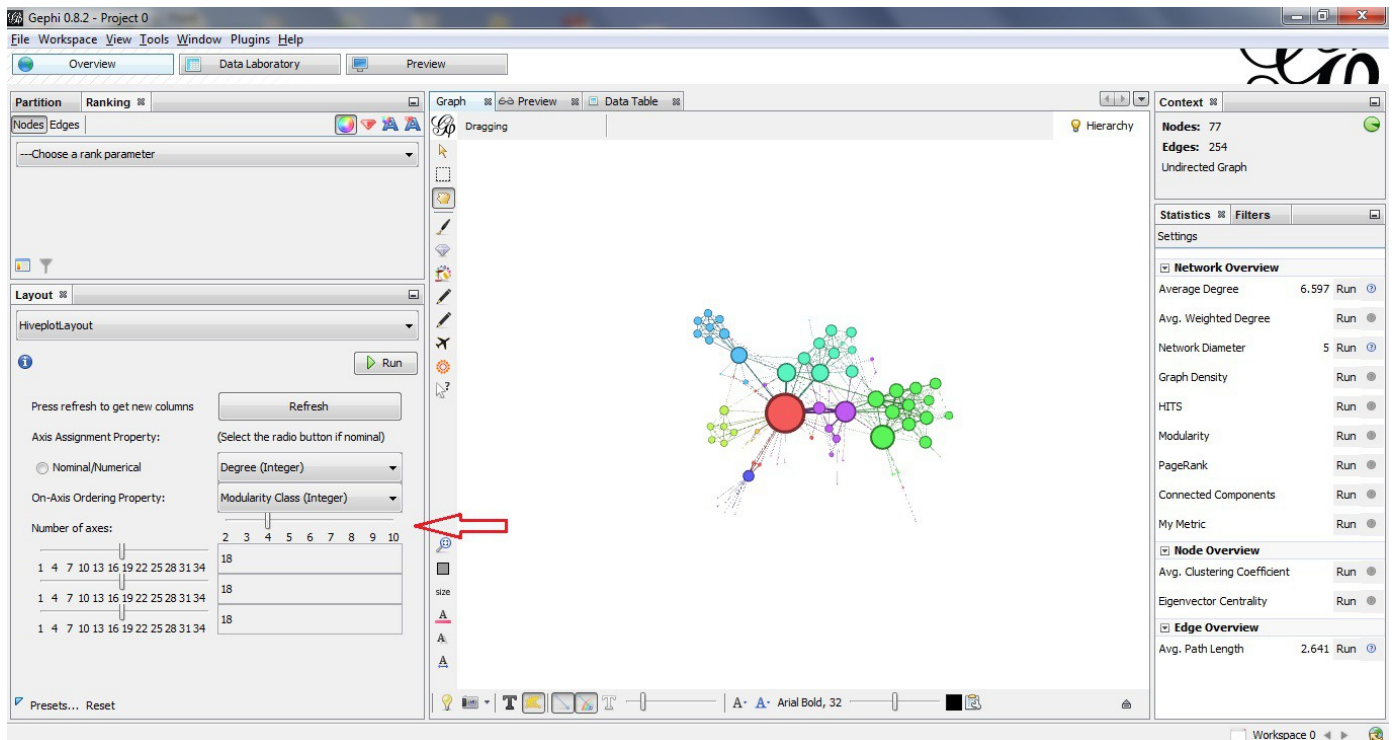 Gephi 0.8.2 - Project 0
File Workspace View Tools Window Plugins Help
Overview Data Laboratory Preview
Partition Ranking
Nodes Edges
---Choose a rank parameter
Layout
HiveplotLayout
Run
Press refresh to get new columns Refresh
Axis Assignment Property: (Select the radio button if nominal)
Nominal/Numerical Degree (Integer)
On-Axis Ordering Property: Modularity Class (Integer)
Number of axes:
2 3 4 5 6 7 8 9 10
18
1 4 7 10 13 16 19 22 25 28 31 34
18
1 4 7 10 13 16 19 22 25 28 31 34
18
1 4 7 10 13 16 19 22 25 28 31 34
Presets... Reset
Graph Preview Data Table
Dragging Hierarchy
size
A
A
A
T T A- A- Arial Bold, 32
Context
Nodes: 77
Edges: 254
Undirected Graph
Statistics Filters
Settings
Network Overview
Average Degree 6.597 Run
Avg. Weighted Degree Run
Network Diameter 5 Run
Graph Density Run
HITS Run
Modularity Run
PageRank Run
Connected Components Run
My Metric Run
Node Overview
Avg. Clustering Coefficient Run
Eigenvector Centrality Run
Edge Overview
Avg. Path Length 2.641 Run
Workspace 0